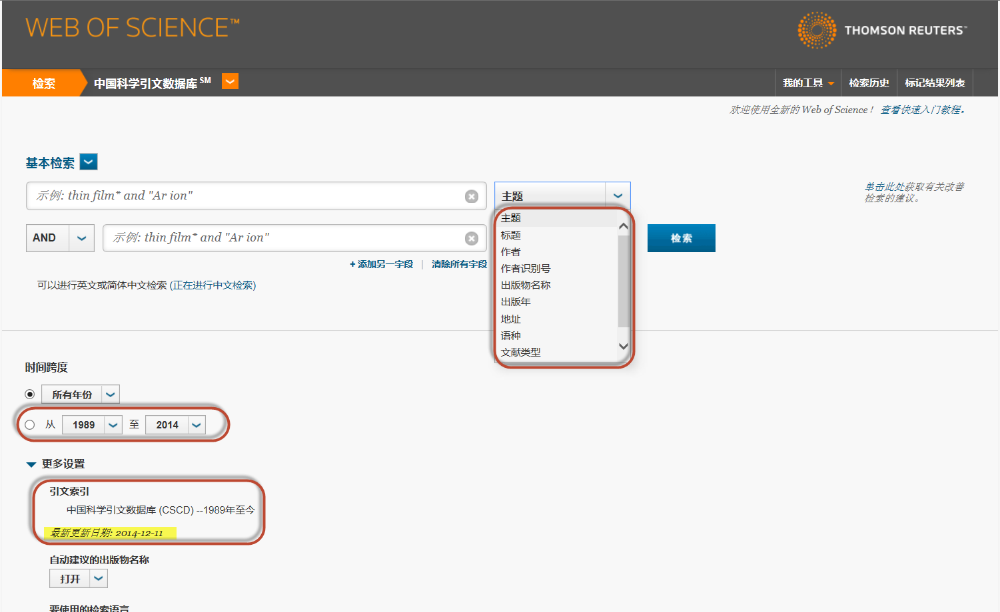 WEB OF SCIENCE™
THOMSON REUTERS™
检索
中国科学引文数据库 SM
我的工具
检索历史
标记结果列表
欢迎使用全新的 Web of Science！ 查看快速入门教程。
基本检索
示例: thin film* and "Ar ion"
主题
单击此处获取有关改善
检索的建议。
主题
标题
作者
作者识别号
出版物名称
出版年
地址
语种
文献类型
AND
示例: thin film* and "Ar ion"
检索
+ 添加另一字段 | 清除所有字段
可以进行英文或简体中文检索 (正在进行中文检索)
时间跨度
所有年份
从 1989 至 2014
更多设置
引文索引
中国科学引文数据库 (CSCD) --1989年至今
最新更新日期: 2014-12-11
自动建议的出版物名称
打开
要使用的检索语言